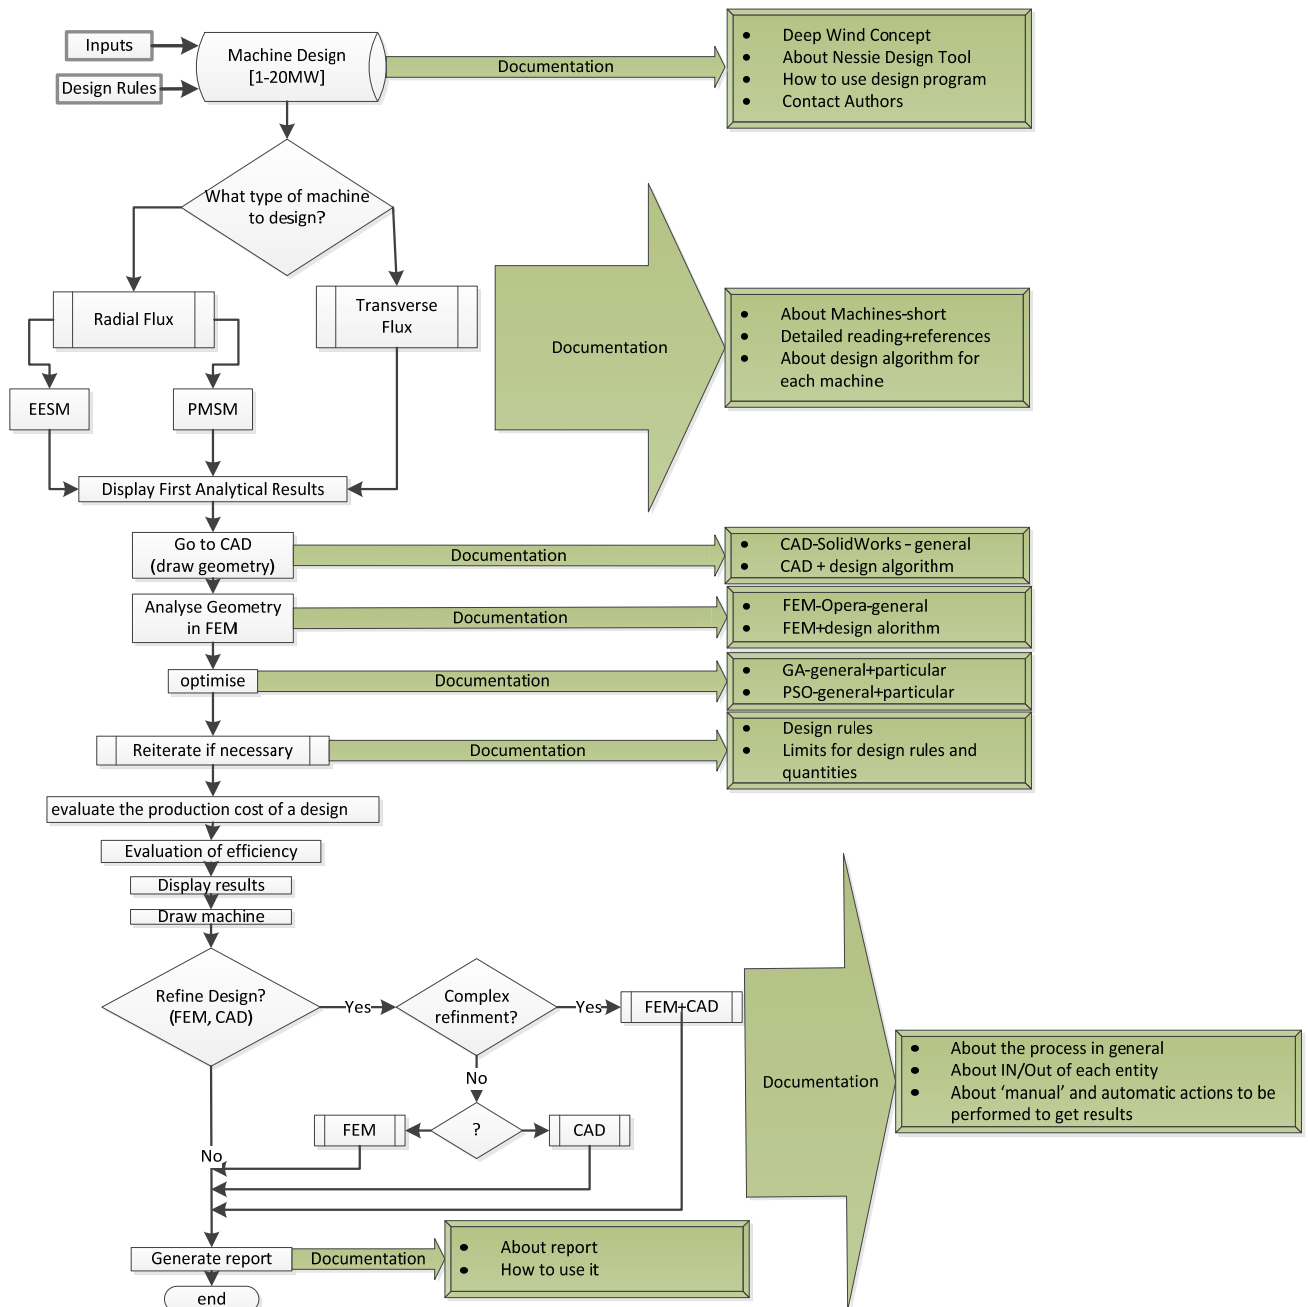 Inputs
Design Rules
Machine Design
[1-20MW]
Documentation
• Deep Wind Concept
• About Nessie Design Tool
• How to use design program
• Contact Authors
What type of machine
to design?
Radial Flux
Transverse
Flux
EESM
PMSM
Documentation
• About Machines-short
• Detailed reading+references
• About design algorithm for
each machine
Display First Analytical Results
Go to CAD
(draw geometry)
Documentation
• CAD-SolidWorks – general
• CAD + design algorithm
Analyse Geometry
in FEM
Documentation
• FEM-Opera-general
• FEM+design alorithm
optimise
Documentation
• GA-general+particular
• PSO-general+particular
Reiterate if necessary
Documentation
• Design rules
• Limits for design rules and
quantities
evaluate the production cost of a design
Evaluation of efficiency
Display results
Draw machine
Refine Design?
(FEM, CAD)
Yes
Complex
refinment?
Yes
FEM+CAD
No
?
FEM
CAD
No
Documentation
• About the process in general
• About IN/Out of each entity
• About ‘manual’ and automatic actions to be
performed to get results
Generate report
Documentation
• About report
• How to use it
end